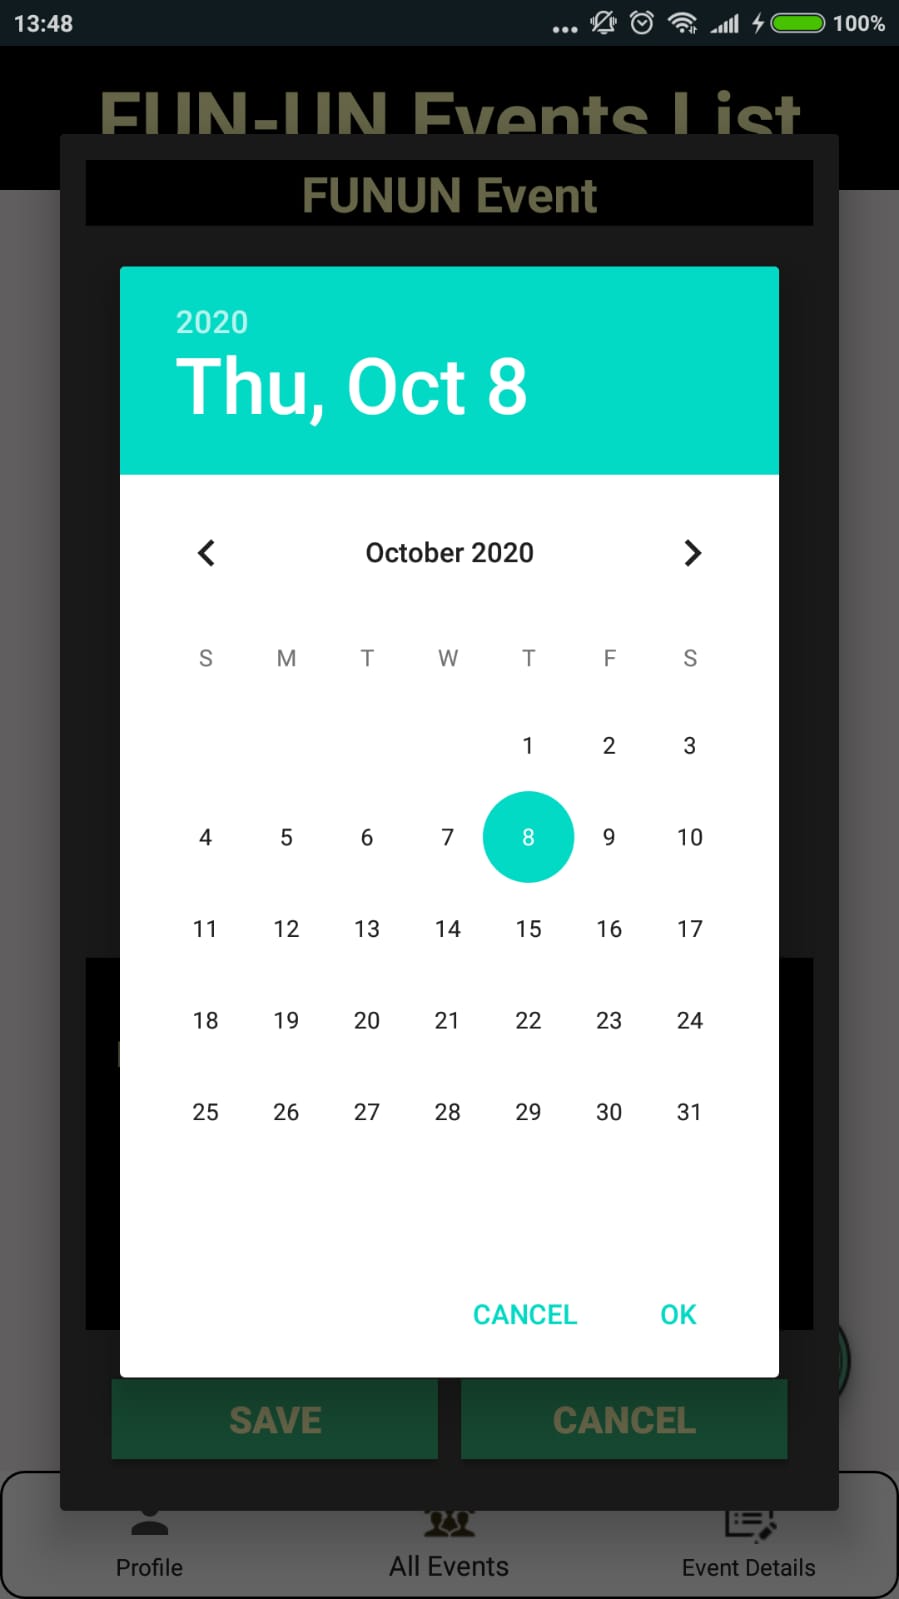 13:48 100%
FUN-UN Events List
FUNUN Event
2020
Thu, Oct 8
October 2020
S M T W T F S
1 2 3
4 5 6 7 8 9 10
11 12 13 14 15 16 17
18 19 20 21 22 23 24
25 26 27 28 29 30 31
CANCEL OK
SAVE CANCEL
Profile All Events Event Details